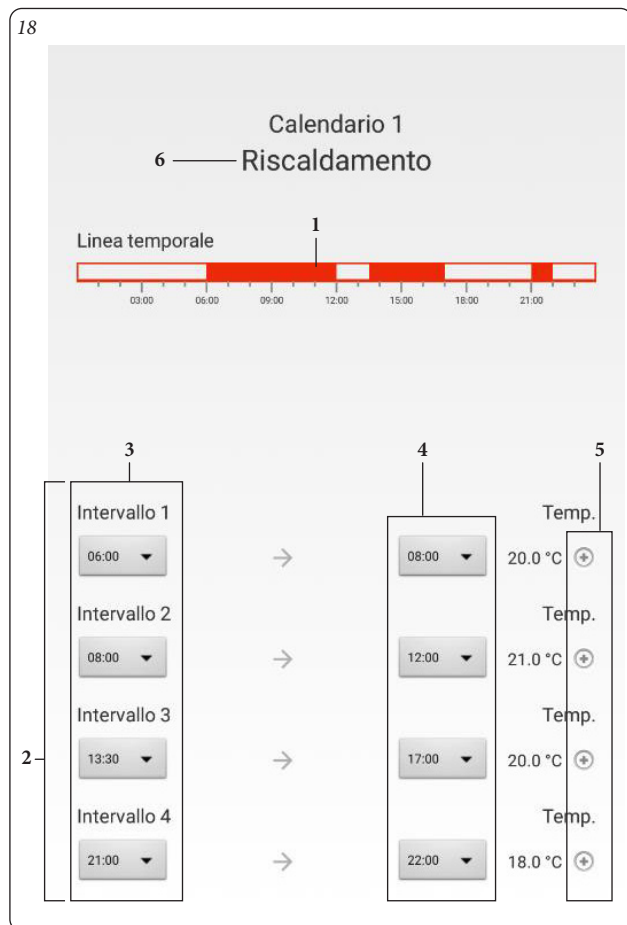 18
Calendario 1
6 Riscaldamento
1
Linea temporale
03:00 06:00 09:00 12:00 15:00 18:00 21:00
3 4 5
Intervallo 1 Temp.
06:00 08:00 20.0 °C
Intervallo 2 Temp.
08:00 12:00 21.0 °C
Intervallo 3 Temp.
2 13:30 17:00 20.0 °C
Intervallo 4 Temp.
21:00 22:00 18.0 °C